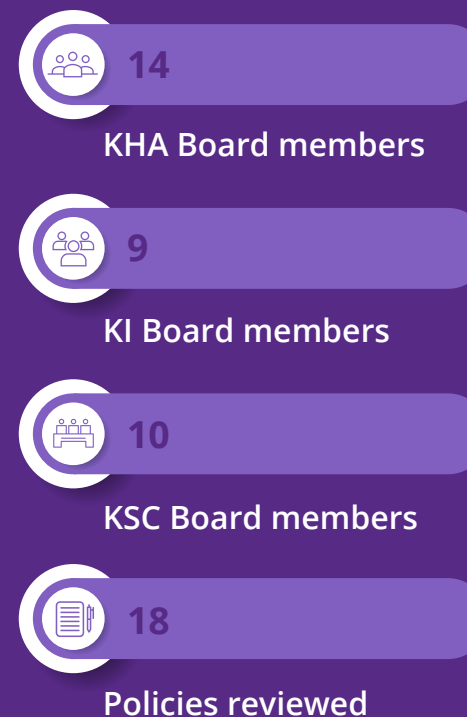 14
KHA Board members
9
KI Board members
10
KSC Board members
18
Policies reviewed